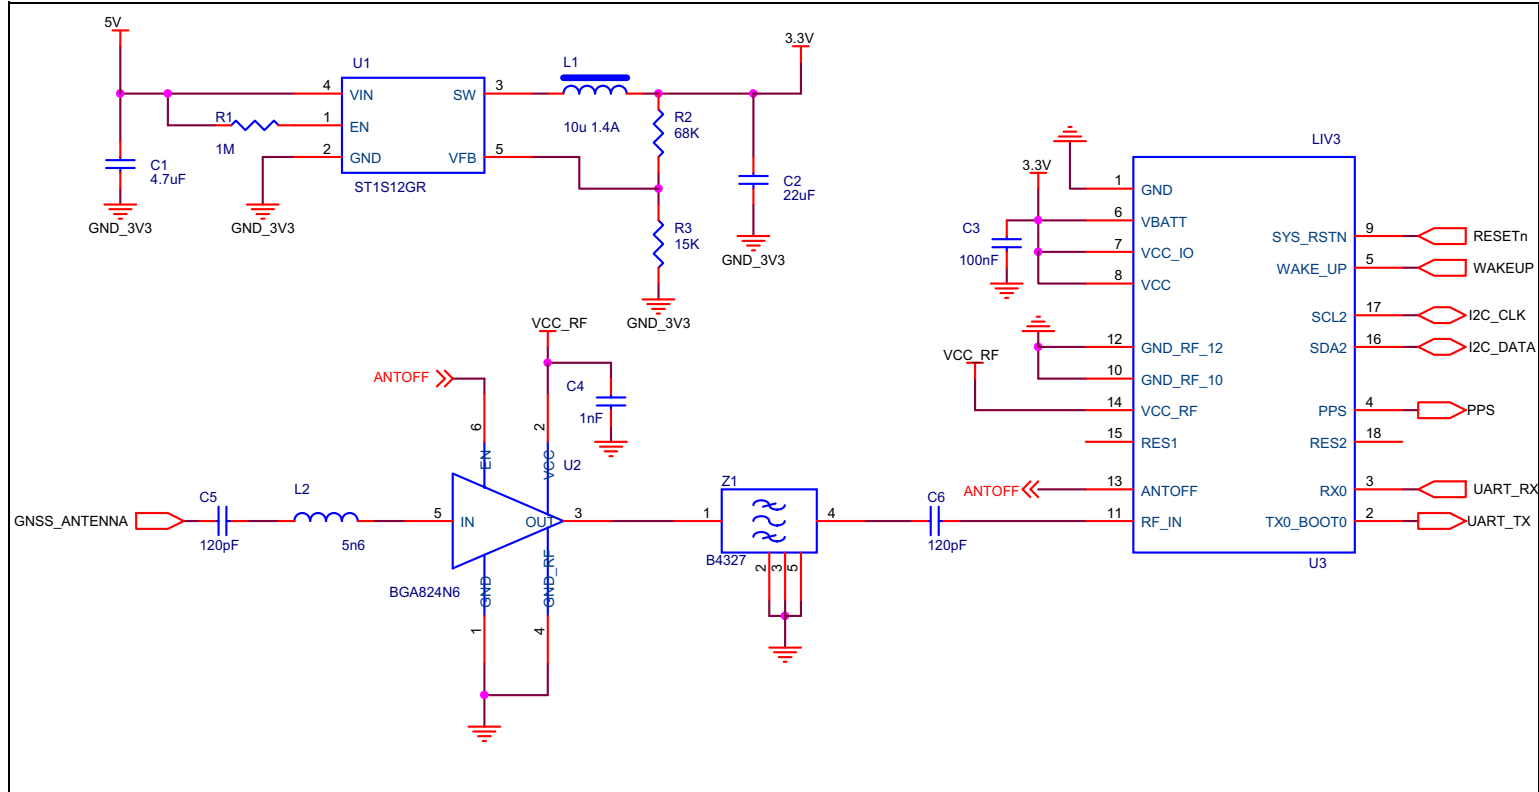 5V
U1
4
VIN
SW
3
L1
10u 1.4A
3.3V
R1
1M
1
EN
2
GND
VFB
5
ST1S12GR
C1
4.7uF
GND_3V3
GND_3V3
R2
68K
R3
15K
GND_3V3
C2
22uF
GND_3V3
LIV3
3.3V
C3
100nF
1
GND
6
VBATT
7
VCC_IO
8
VCC
12
GND_RF_12
10
GND_RF_10
VCC_RF
14
VCC_RF
15
RES1
ANTOFF
13
ANTOFF
11
RF_IN
SYS_RSTN
9
RESETn
WAKE_UP
5
WAKEUP
SCL2
17
I2C_CLK
SDA2
16
I2C_DATA
PPS
4
PPS
RES2
18
RX0
3
UART_RX
TX0_BOOT0
2
UART_TX
U3
VCC_RF
ANTOFF
C4
1nF
6
EN
2
VCC
U2
GNSS_ANTENNA
C5
120pF
L2
5n6
5
IN
OUT
3
BGA824N6
GND
1
GND_RF
4
Z1
1
4
B4327
2
3
5
C6
120pF